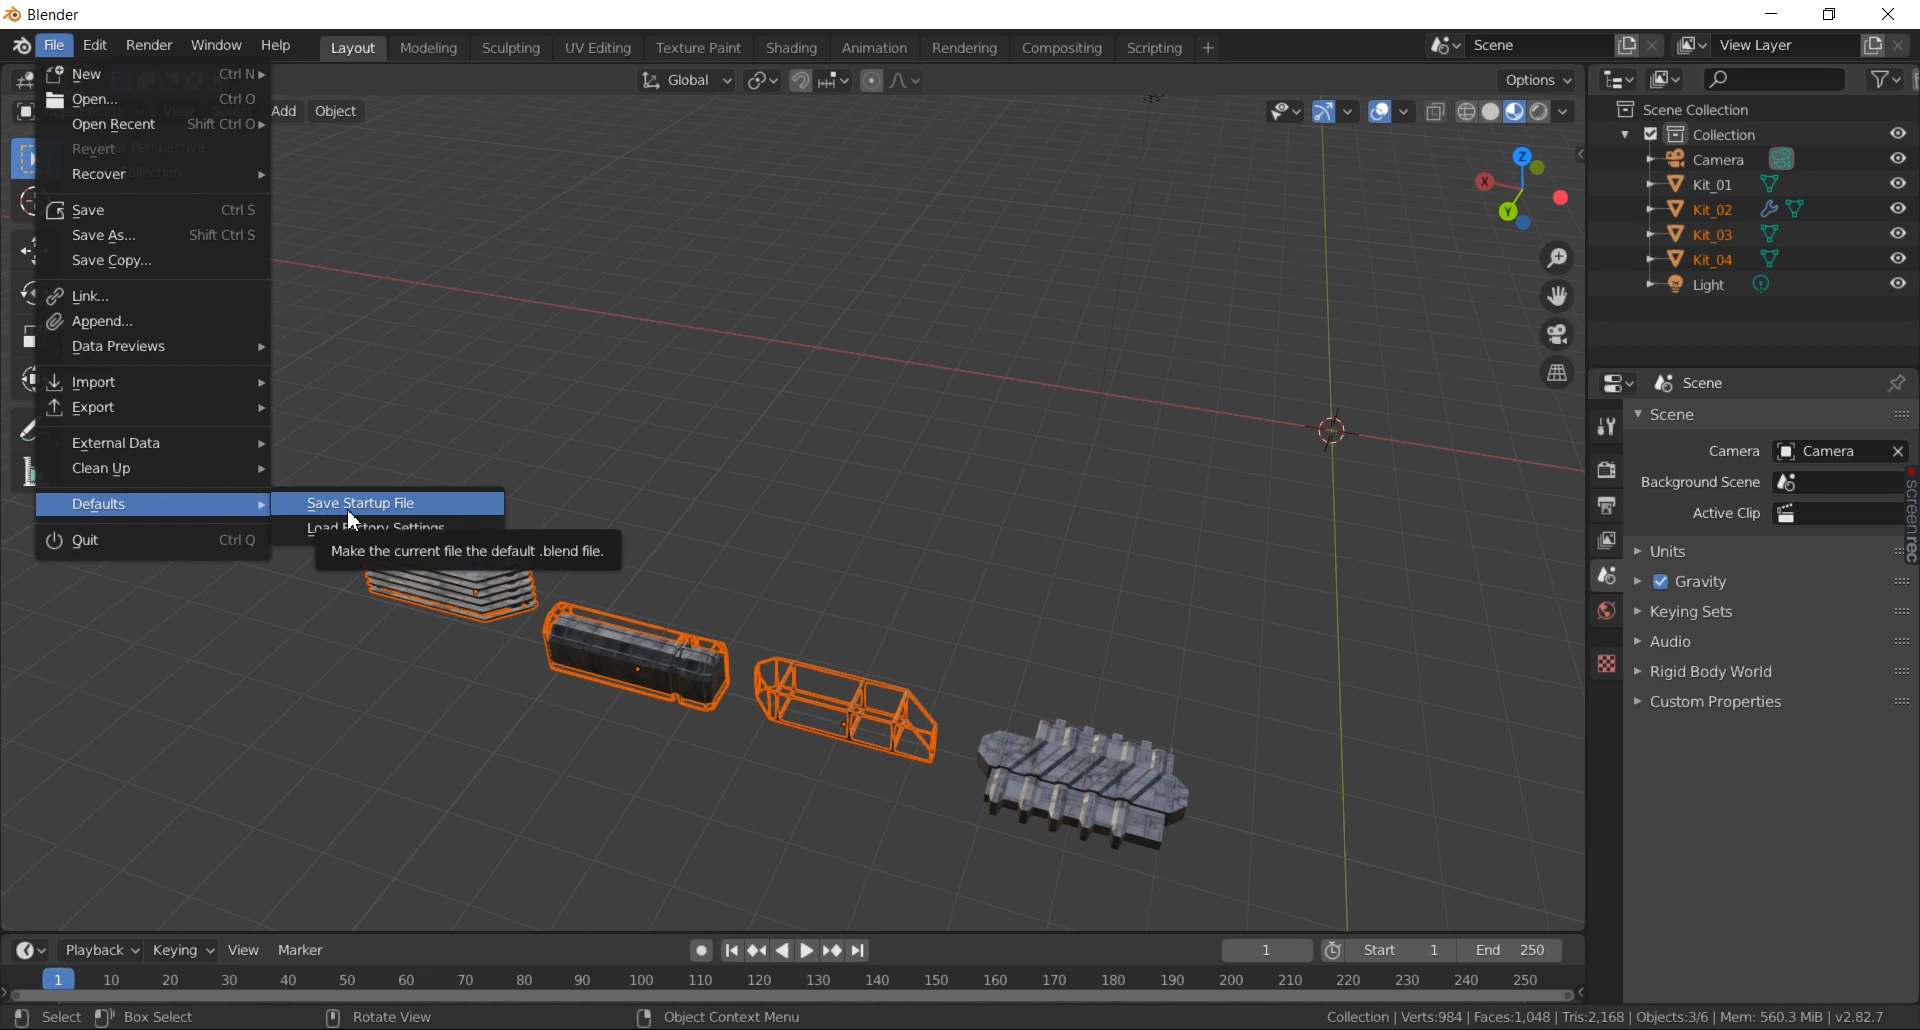 Blender
File Edit Render Window Help Layout Modeling Sculpting UV Editing Texture Paint Shading Animation Rendering Compositing Scripting + Scene View Layer
Global Options
Add Object
New Ctrl N
Open... Ctrl O
Open Recent Shift Ctrl O
Revert
Recover
Save Ctrl S
Save As... Shift Ctrl S
Save Copy...
Link...
Append...
Data Previews
Import
Export
External Data
Clean Up
Defaults
Quit Ctrl Q
Save Startup File
Load Factory Settings
Make the current file the default .blend file.
Z
X
Y
Scene Collection
Collection
Camera
Kit_01
Kit_02
Kit_03
Kit_04
Light
Scene
Scene
Camera Camera
Background Scene
Active Clip
screenrec
Units
Gravity
Keying Sets
Audio
Rigid Body World
Custom Properties
Playback Keying View Marker 1 Start 1 End 250
1 10 20 30 40 50 60 70 80 90 100 110 120 130 140 150 160 170 180 190 200 210 220 230 240 250
Select Box Select Rotate View Object Context Menu Collection | Verts:984 | Faces:1,048 | Tris:2,168 | Objects:3/6 | Mem: 560.3 MiB | v2.82.7